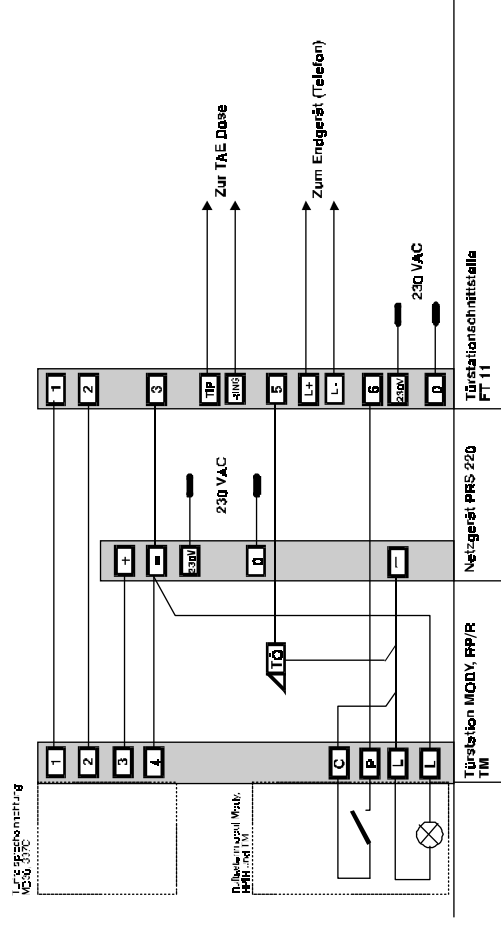 Türstationschnittstelle
FT 11
1
2
3
TIP
RING
5
L+
L-
6
230V
0
Zur TAE Dose
Zum Endgerät (Telefon)
230 VAC
Netzgerät PRS 220
+
=
230V
0
230 VAC
TÖ
Türstation MODY, RP/R
TM
1
2
3
4
C
P
L
L